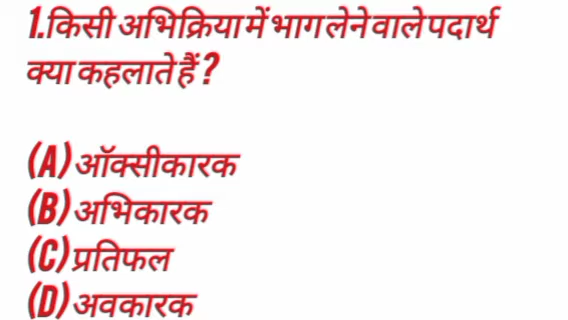 1.किसी अभिक्रिया में भाग लेने वाले पदार्थ
क्या कहलाते हैं ?
(A) ऑक्सीकारक
(B) अभिकारक
(C) प्रतिफल
(D) अवकारक